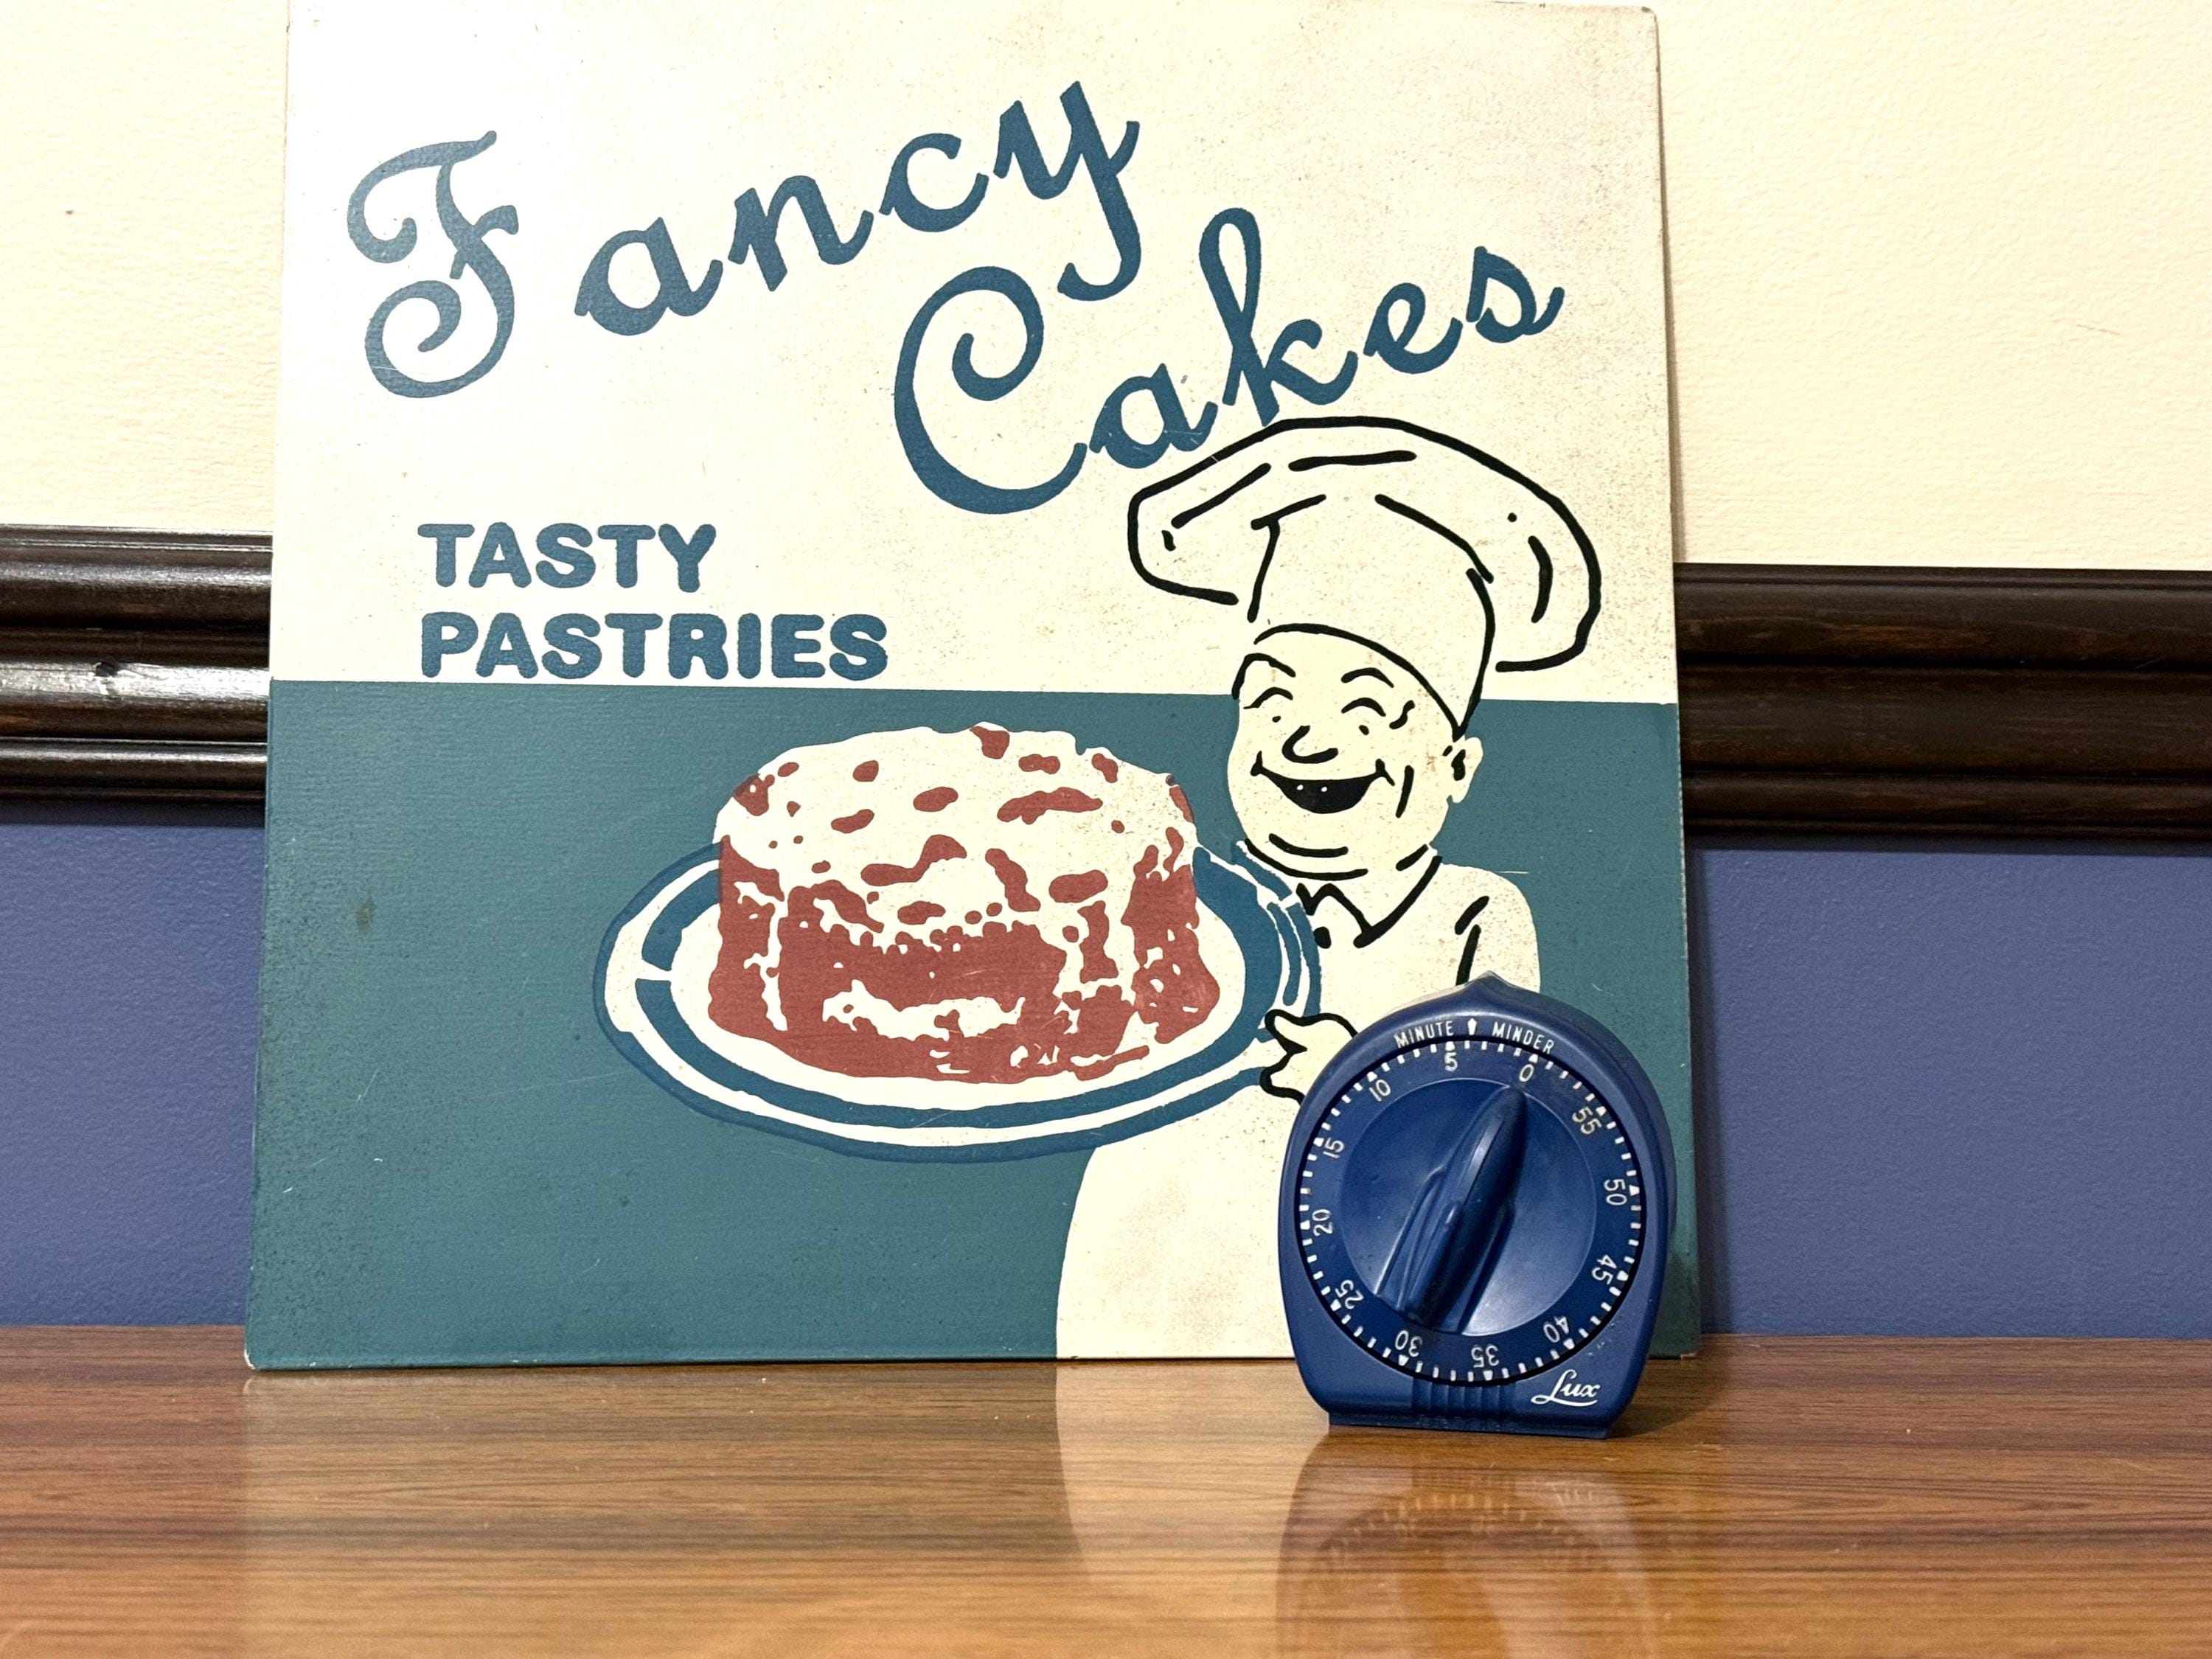 Fancy
Cakes
TASTY
PASTRIES
MINUTE MINDER
0
5
10
15
20
25
30
35
40
45
50
55
Lux